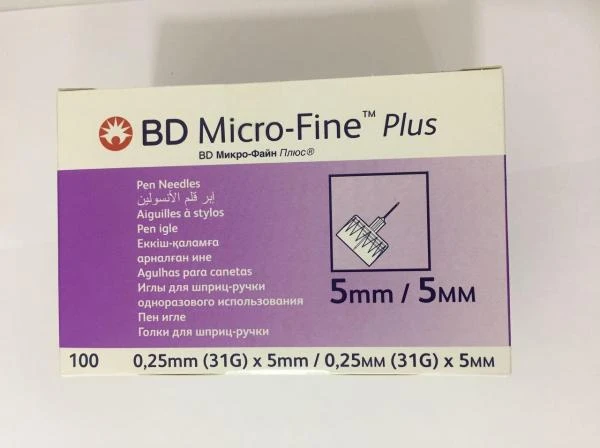 BD Micro-Fine™ Plus
BD Микро-Файн Плюс®
Pen Needles
إبر قلم الأنسولين
Aiguilles à stylos
Pen igle
Еккіш-қаламға
арналған ине
Agulhas para canetas
Иглы для шприц-ручки
одноразового использования
Пен игле
Голки для шприц-ручки
5mm / 5мм
100 0,25mm (31G) x 5mm / 0,25мм (31G) x 5мм